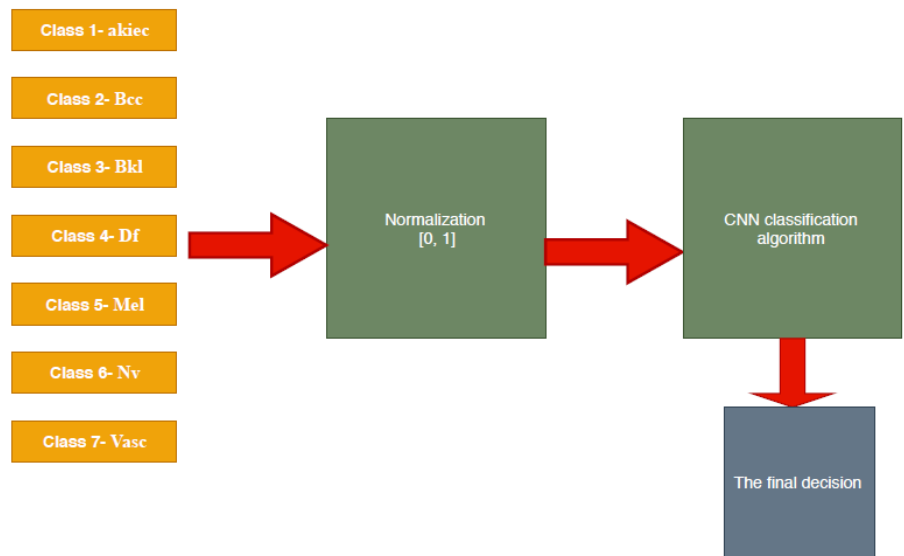 Class 1- akiec
Class 2- Bcc
Class 3- Bkl
Class 4- Df
Class 5- Mel
Class 6- Nv
Class 7- Vasc
Normalization
[0, 1]
CNN classification
algorithm
The final decision